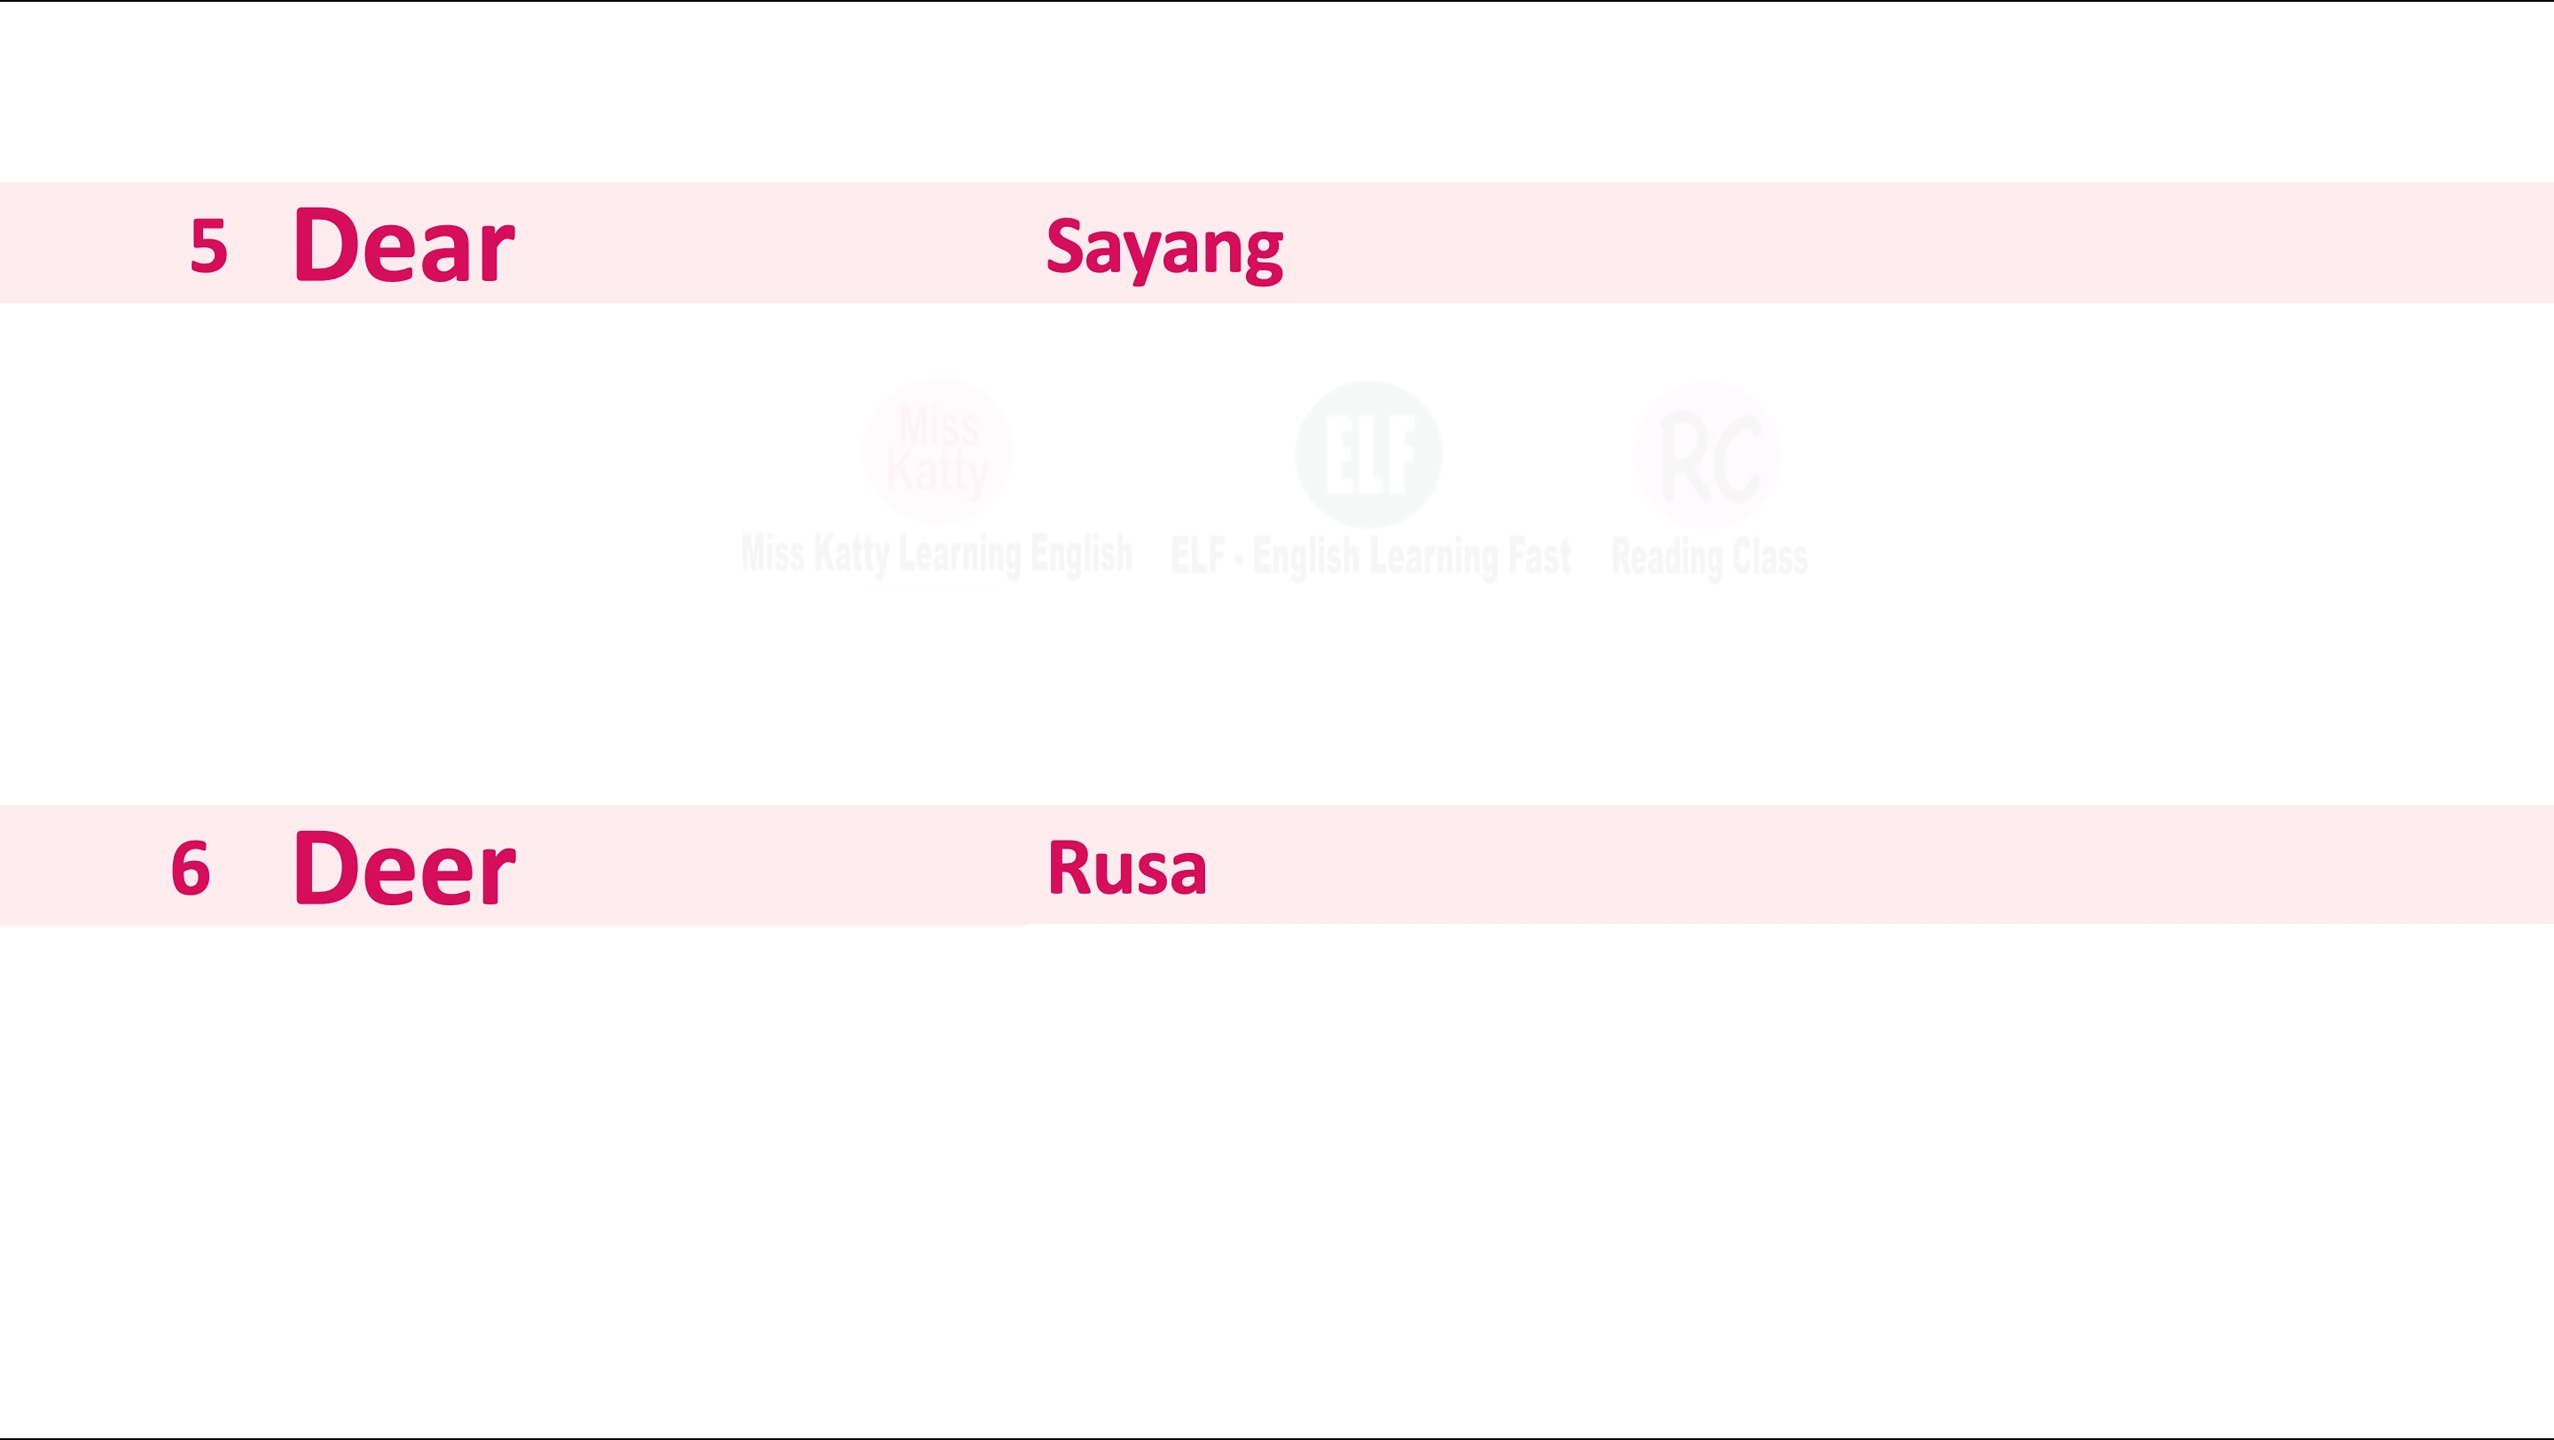 5 Dear Sayang
Miss
Katty
ELF
RC
Miss Katty Learning English
ELF - English Learning Fast
Reading Class
6 Deer Rusa